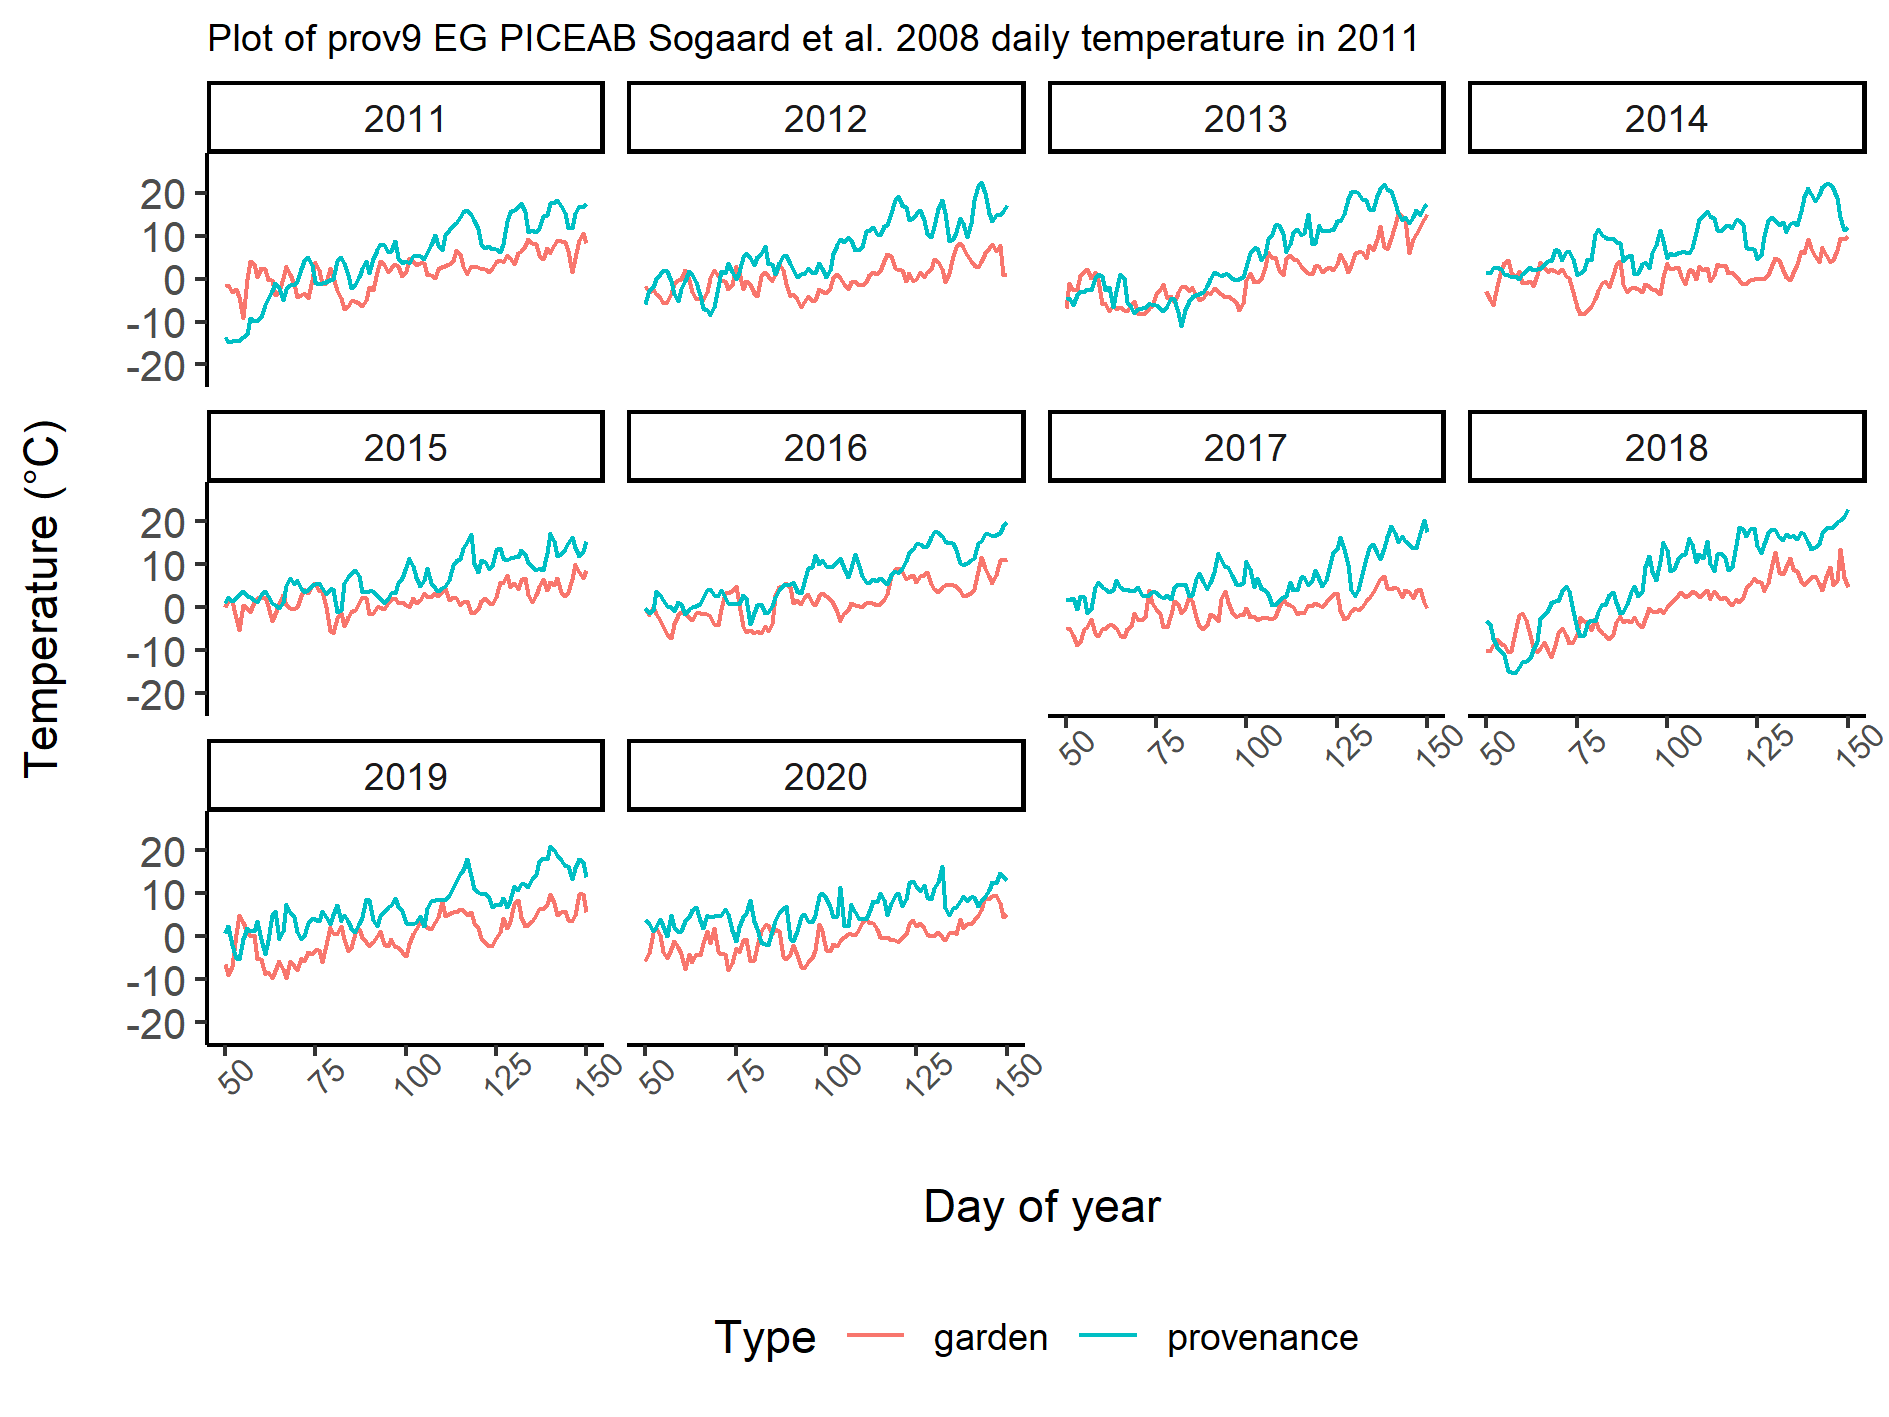 Plot of prov9 EG PICEAB Sogaard et al. 2008 daily temperature in 2011
2011 2012 2013 2014
20
10
0
-10
-20
2015 2016 2017 2018
20
10
0
-10
-20
50 75 100 125 150 50 75 100 125 150
2019 2020
20
10
0
-10
-20
50 75 100 125 150 50 75 100 125 150
Temperature (°C)
Day of year
Type garden provenance